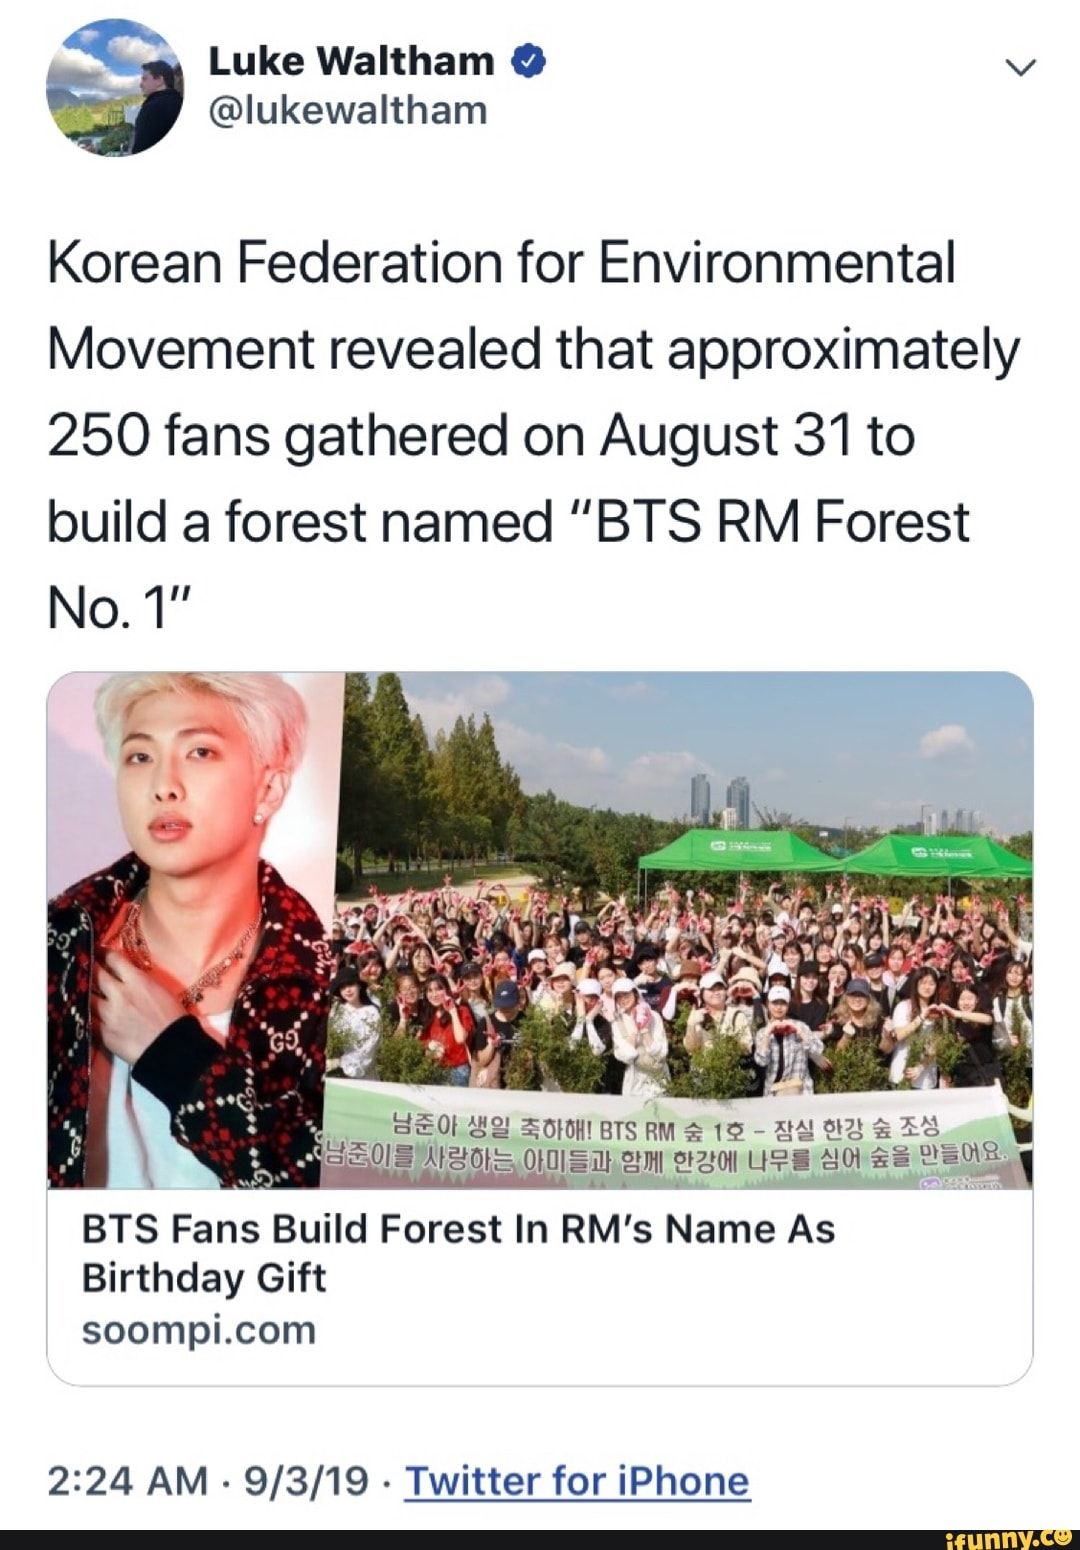 Luke Waltham
@lukewaltham
Korean Federation for Environmental
Movement revealed that approximately
250 fans gathered on August 31 to
build a forest named “BTS RM Forest
No. 1”
남준아 생일 축하해! BTS RM 숲 1호 – 잠실 한강 숲 조성
남준이를 사랑하는 아미들과 함께 한강에 나무를 심어 숲을 만들어요.
BTS Fans Build Forest In RM’s Name As
Birthday Gift
soompi.com
2:24 AM · 9/3/19 · Twitter for iPhone
ifunny.co